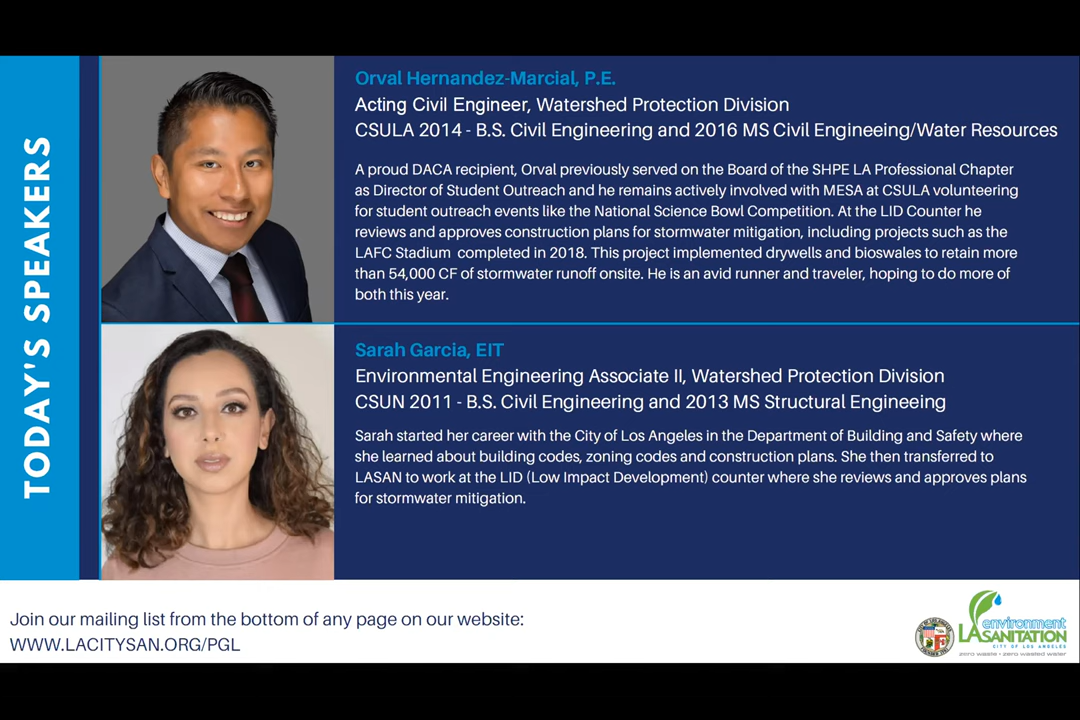 TODAY'S SPEAKERS
Orval Hernandez-Marcial, P.E.
Acting Civil Engineer, Watershed Protection Division
CSULA 2014 - B.S. Civil Engineering and 2016 MS Civil Engineeing/Water Resources
A proud DACA recipient, Orval previously served on the Board of the SHPE LA Professional Chapter
as Director of Student Outreach and he remains actively involved with MESA at CSULA volunteering
for student outreach events like the National Science Bowl Competition. At the LID Counter he
reviews and approves construction plans for stormwater mitigation, including projects such as the
LAFC Stadium completed in 2018. This project implemented drywells and bioswales to retain more
than 54,000 CF of stormwater runoff onsite. He is an avid runner and traveler, hoping to do more of
both this year.
Sarah Garcia, EIT
Environmental Engineering Associate II, Watershed Protection Division
CSUN 2011 - B.S. Civil Engineering and 2013 MS Structural Engineeing
Sarah started her career with the City of Los Angeles in the Department of Building and Safety where
she learned about building codes, zoning codes and construction plans. She then transferred to
LASAN to work at the LID (Low Impact Development) counter where she reviews and approves plans
for stormwater mitigation.
Join our mailing list from the bottom of any page on our website:
WWW.LACITYSAN.ORG/PGL
environment
LASANITATION
CITY OF LOS ANGELES
zero waste • zero wasted water